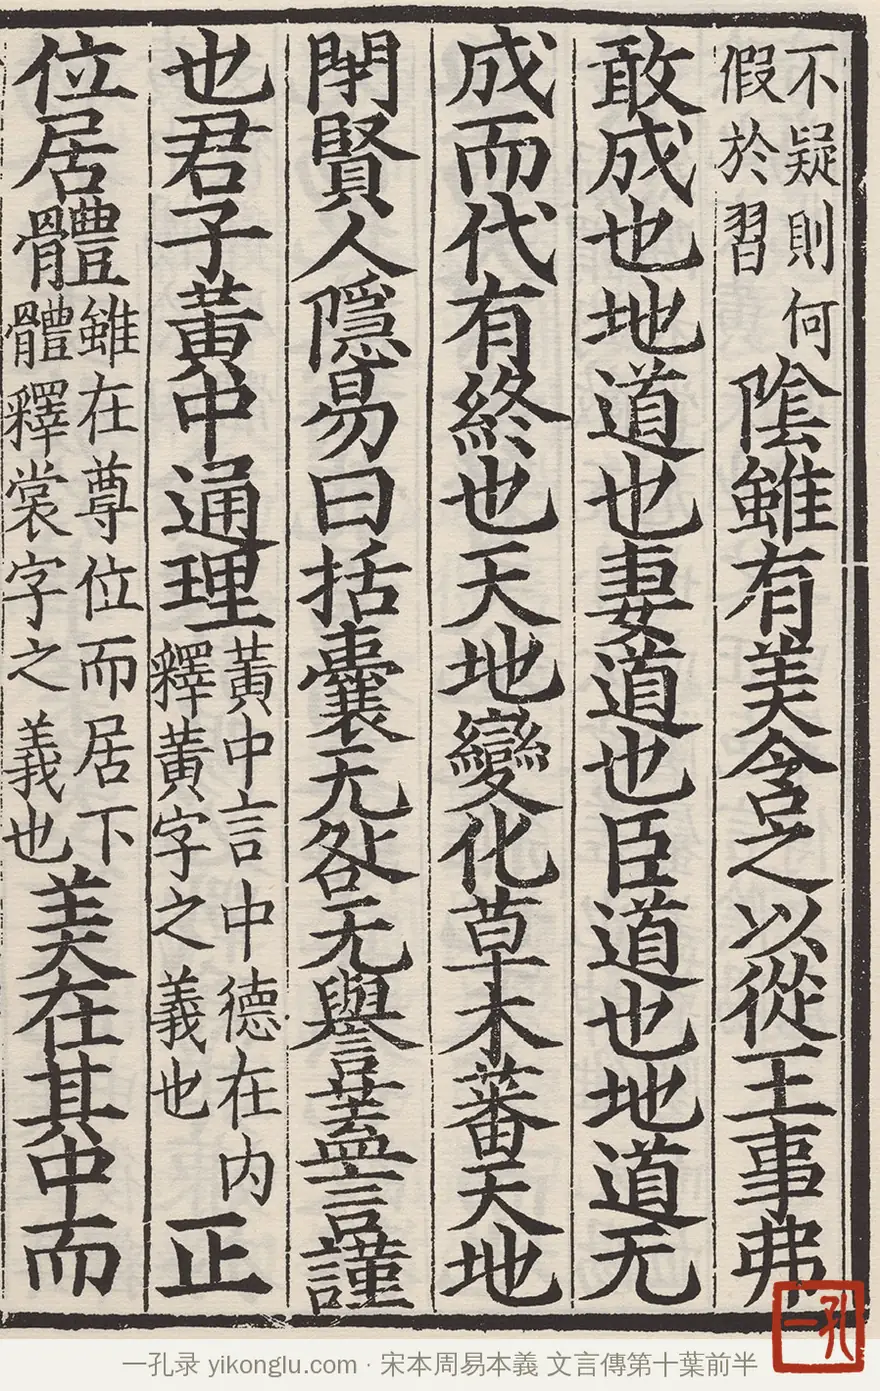 不疑則何
假於習
陰雖有美含之以從王事弗
敢成也地道也妻道也臣道也地道无
成而代有終也天地變化草木蕃天地
閉賢人隱易曰括囊无咎无譽蓋言謹
也君子黃中通理
黃中言中德在内
釋黃字之義也
正
位居體
雖在尊位而居下
體釋裳字之義也
美在其中而
一孔
一孔录 yikonglu.com · 宋本周易本義 文言傳第十葉前半